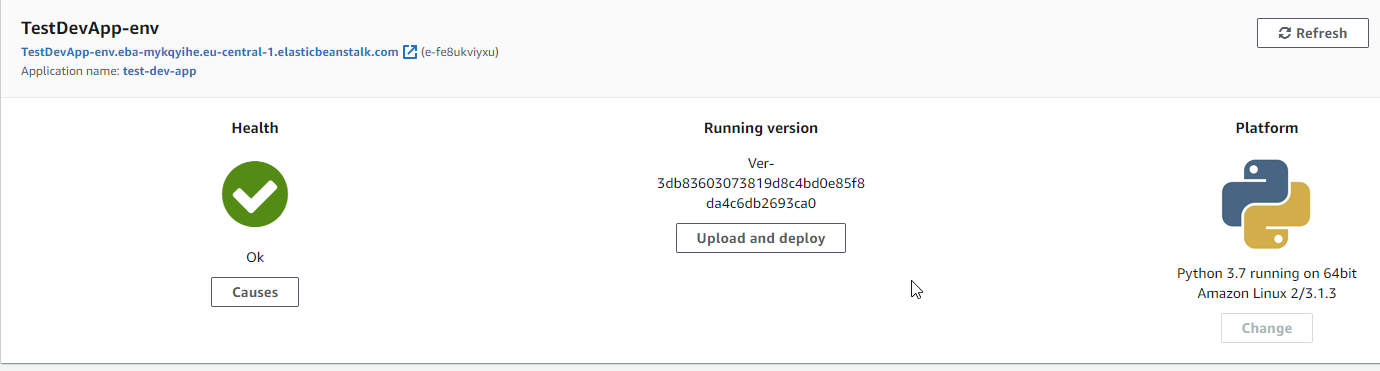 TestDevApp-env
Refresh
TestDevApp-env.eba-mykqyihe.eu-central-1.elasticbeanstalk.com (e-fe8ukviyxu)
Application name: test-dev-app
Health
Ok
Causes
Running version
Ver-
3db83603073819d8c4bd0e85f8
da4c6db2693ca0
Upload and deploy
Platform
Python 3.7 running on 64bit
Amazon Linux 2/3.1.3
Change